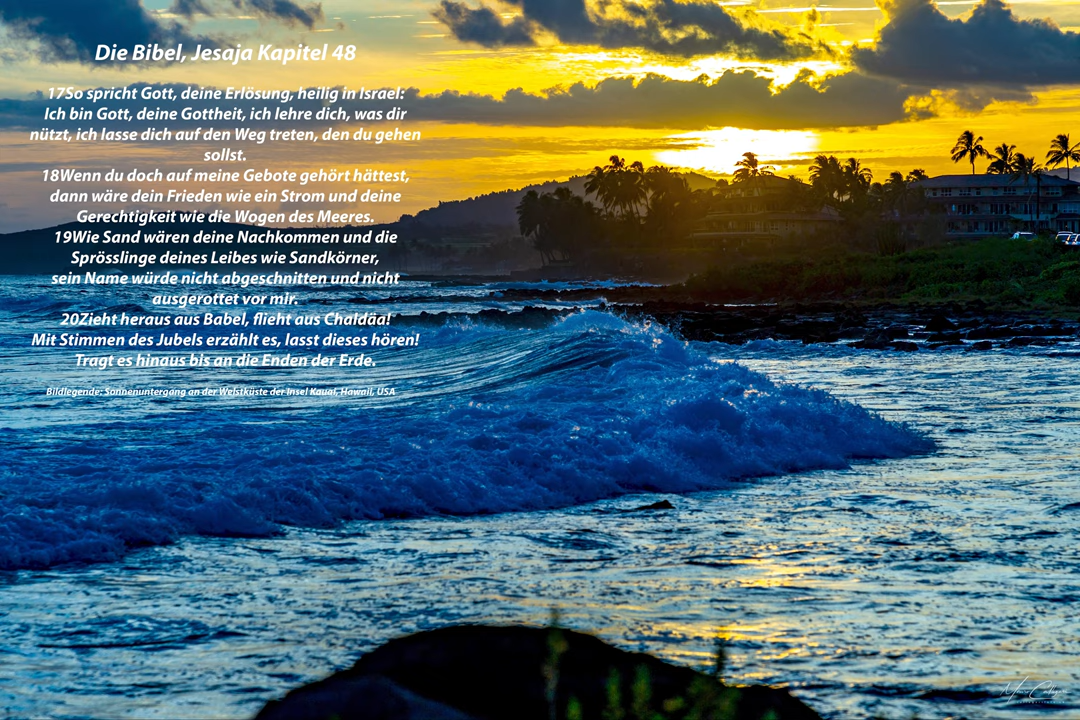 Die Bibel, Jesaja Kapitel 48
17So spricht Gott, deine Erlösung, heilig in Israel:
Ich bin Gott, deine Gottheit, ich lehre dich, was dir
nützt, ich lasse dich auf den Weg treten, den du gehen
sollst.
18Wenn du doch auf meine Gebote gehört hättest,
dann wäre dein Frieden wie ein Strom und deine
Gerechtigkeit wie die Wogen des Meeres.
19Wie Sand wären deine Nachkommen und die
Sprösslinge deines Leibes wie Sandkörner,
sein Name würde nicht abgeschnitten und nicht
ausgerottet vor mir.
20Zieht heraus aus Babel, flieht aus Chaldäa!
Mit Stimmen des Jubels erzählt es, lasst dieses hören!
Tragt es hinaus bis an die Enden der Erde.
Bildlegende: Sonnenuntergang an der Westküste der Insel Kauai, Hawaii, USA